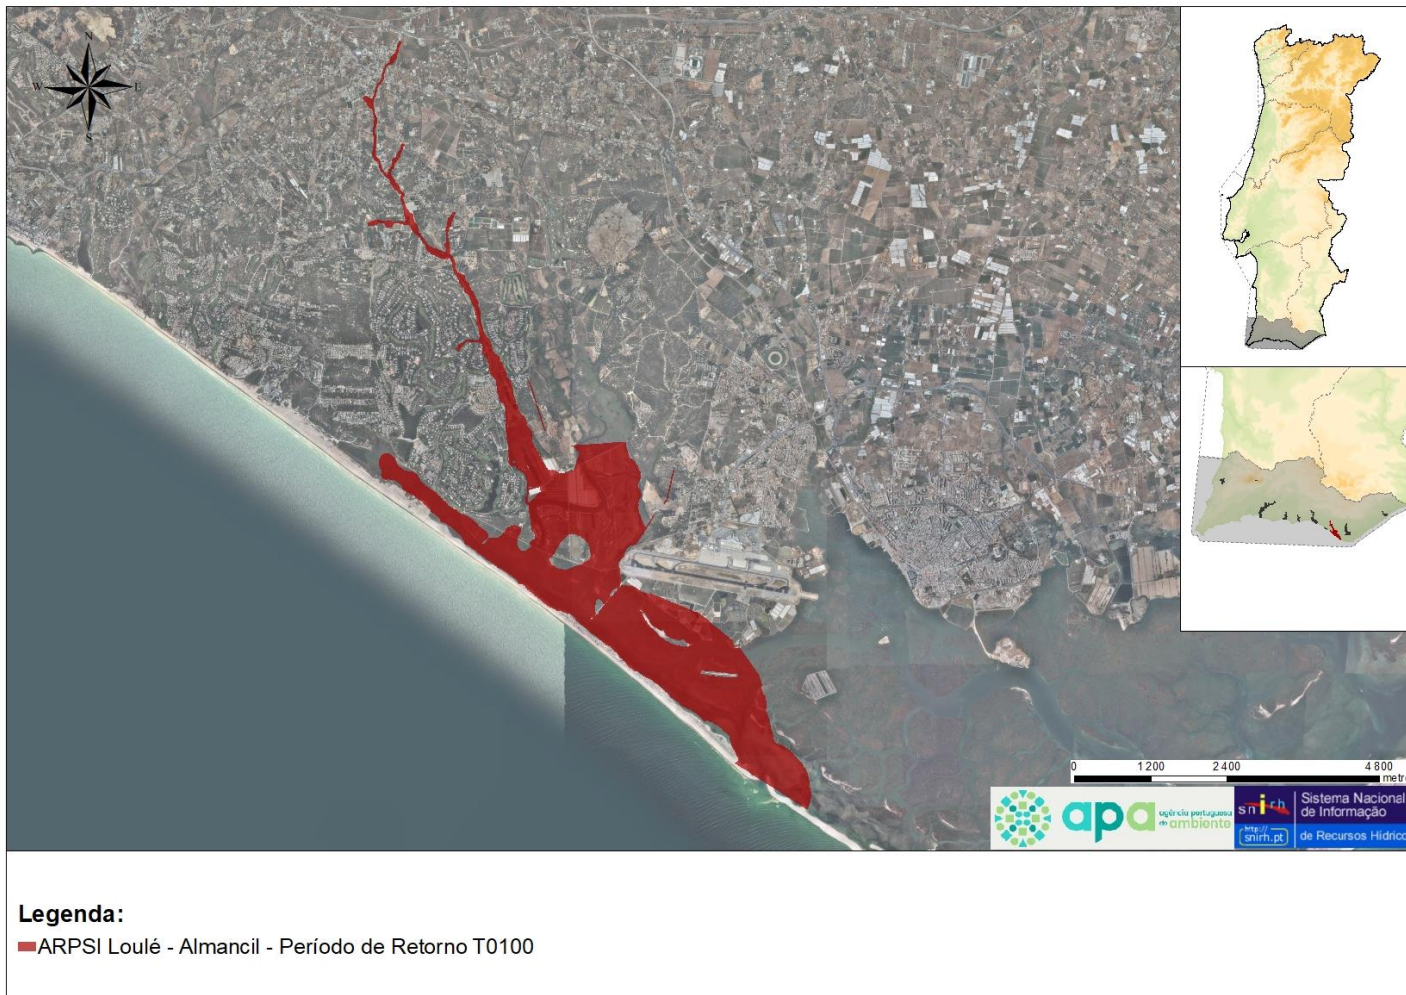 N
W
E
S
0
1 200
2 400
4 800
metr
apa
agência portuguesa
do ambiente
snirh
http://
snirh.pt
Sistema Nacional
de Informação
de Recursos Hídrico
Legenda:
ARPSI Loulé - Almancil - Período de Retorno T0100